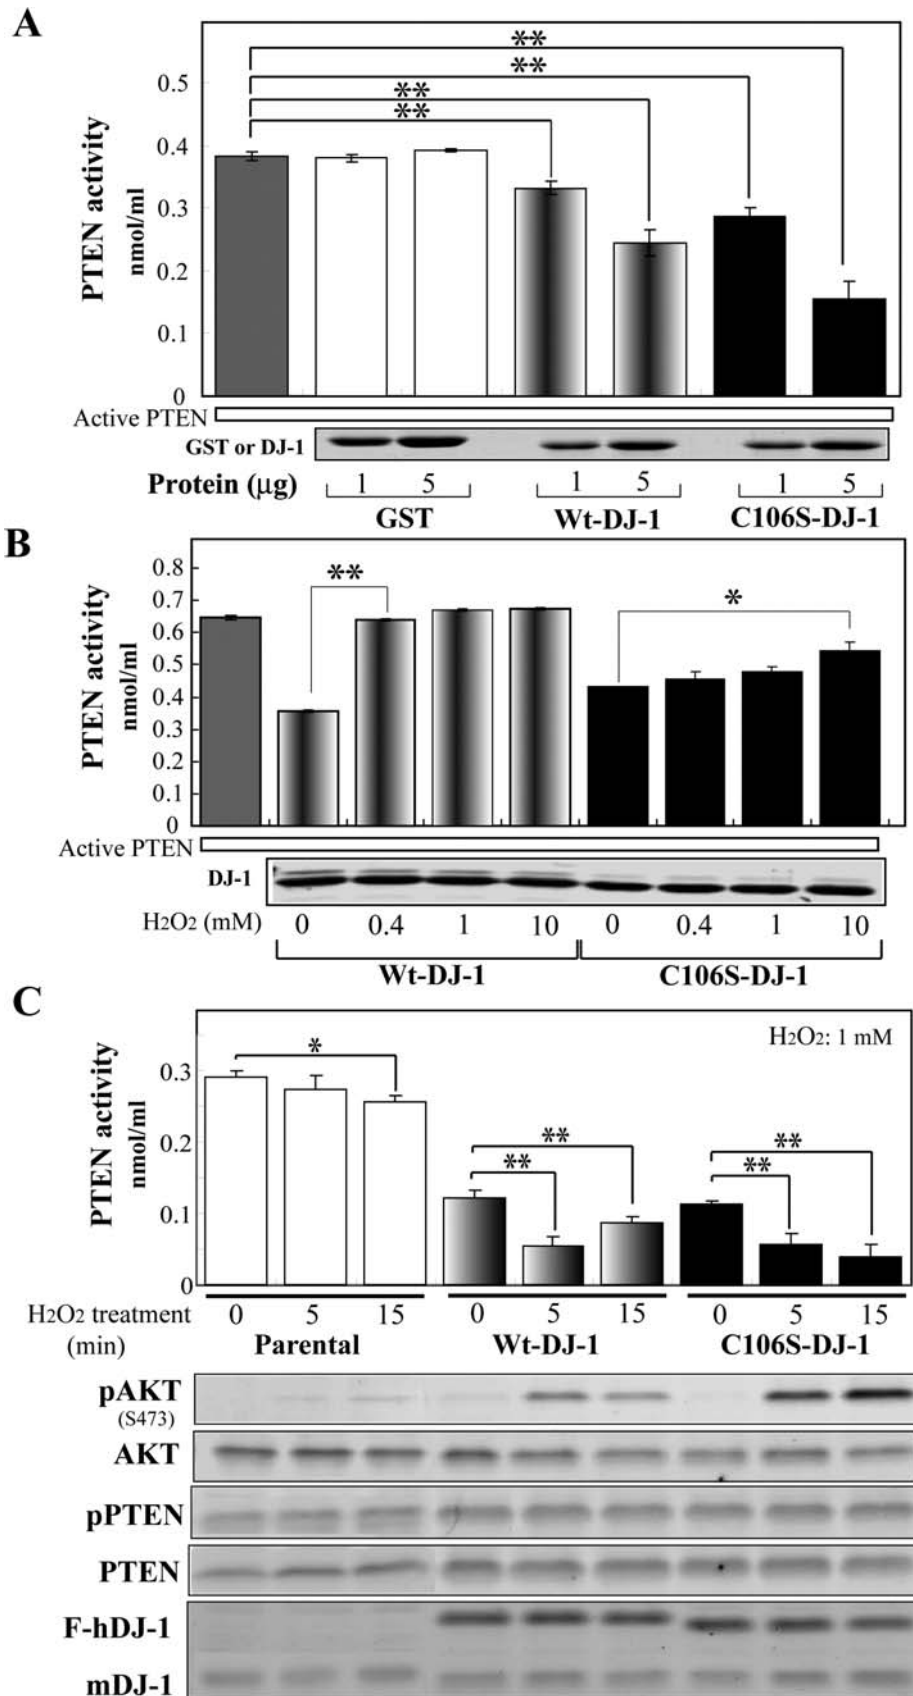 A
** 
**
**
**
0.5
0.4
0.3
0.2
0.1
0
PTEN activity
nmol/ml
Active PTEN
GST or DJ-1
Protein (μg) 1 5 1 5 1 5
GST Wt-DJ-1 C106S-DJ-1
B
** *
0.8
0.7
0.6
0.5
0.4
0.3
0.2
0.1
0
PTEN activity
nmol/ml
Active PTEN
DJ-1
H2O2 (mM) 0 0.4 1 10 0 0.4 1 10
Wt-DJ-1 C106S-DJ-1
C
H2O2: 1 mM
*
** **
** **
0.3
0.2
0.1
0
PTEN activity
nmol/ml
H2O2 treatment 0 5 15 0 5 15 0 5 15
(min) Parental Wt-DJ-1 C106S-DJ-1
pAKT
(S473)
AKT
pPTEN
PTEN
F-hDJ-1
mDJ-1